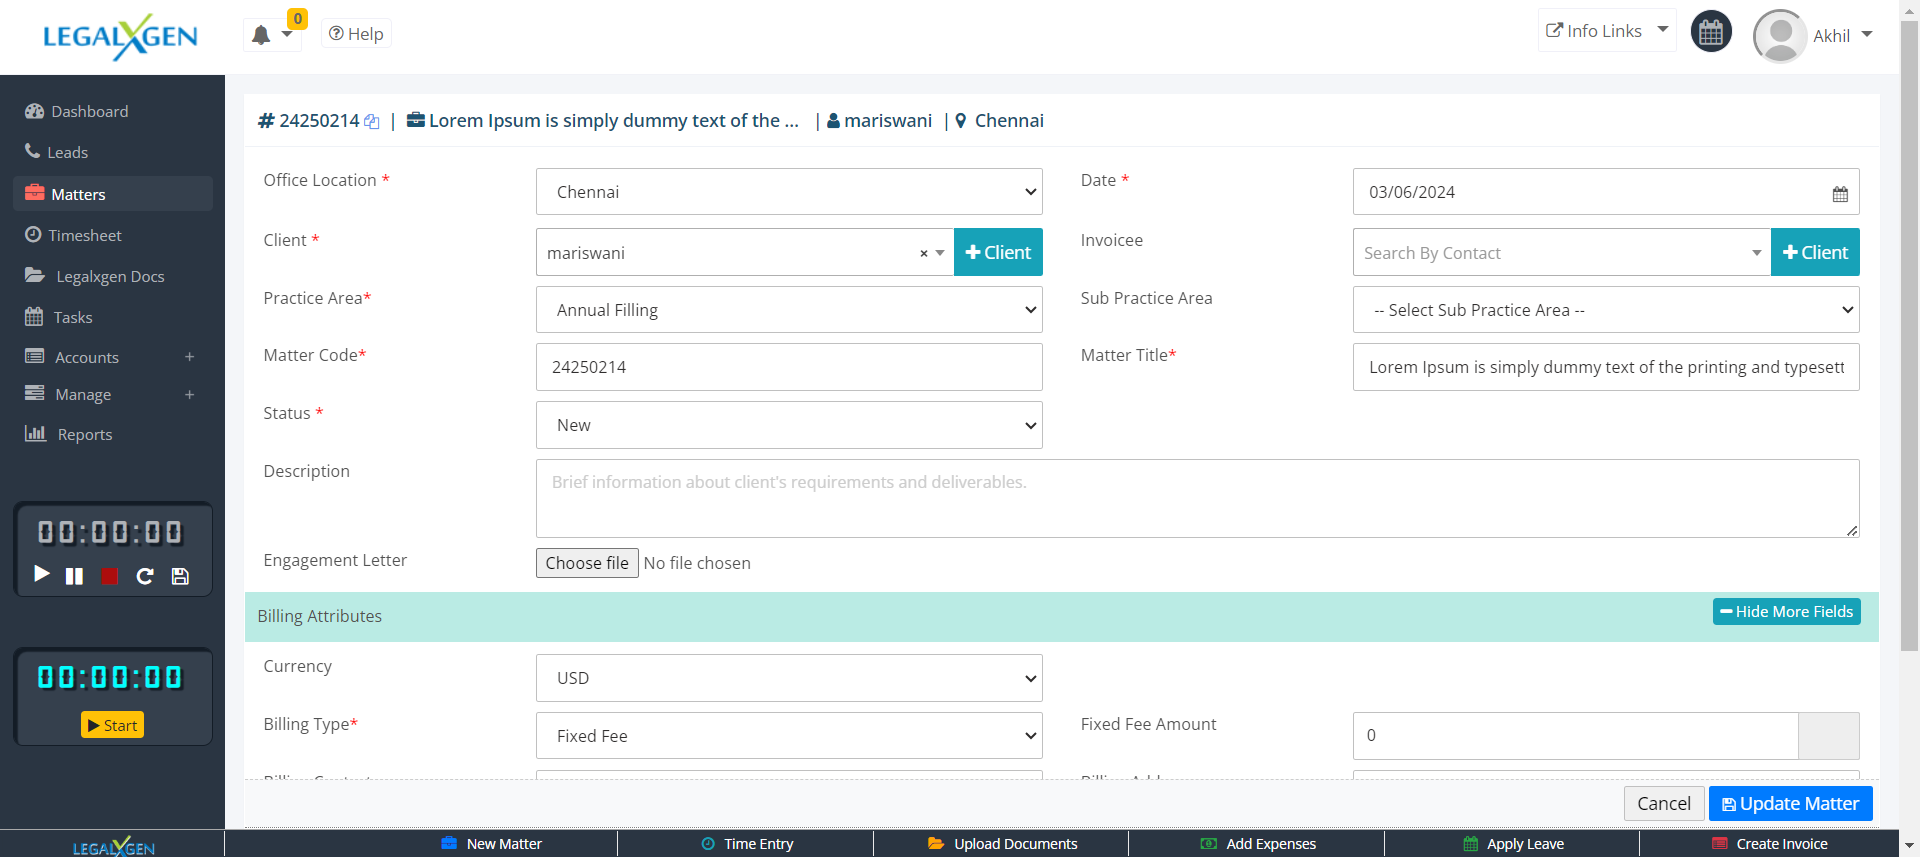 LEGALXGEN
0
Help
Info Links
Akhil
Dashboard
Leads
Matters
Timesheet
Legalxgen Docs
Tasks
Accounts +
Manage +
Reports
00:00:00
00:00:00
Start
# 24250214 | Lorem Ipsum is simply dummy text of the ... | mariswani | Chennai
Office Location * Chennai Date * 03/06/2024
Client * mariswani × + Client Invoicee Search By Contact + Client
Practice Area* Annual Filling Sub Practice Area -- Select Sub Practice Area --
Matter Code* 24250214 Matter Title* Lorem Ipsum is simply dummy text of the printing and typesett
Status * New
Description Brief information about client's requirements and deliverables.
Engagement Letter Choose file No file chosen
Billing Attributes Hide More Fields
Currency USD
Billing Type* Fixed Fee Fixed Fee Amount 0
Cancel Update Matter
LEGALXGEN New Matter Time Entry Upload Documents Add Expenses Apply Leave Create Invoice